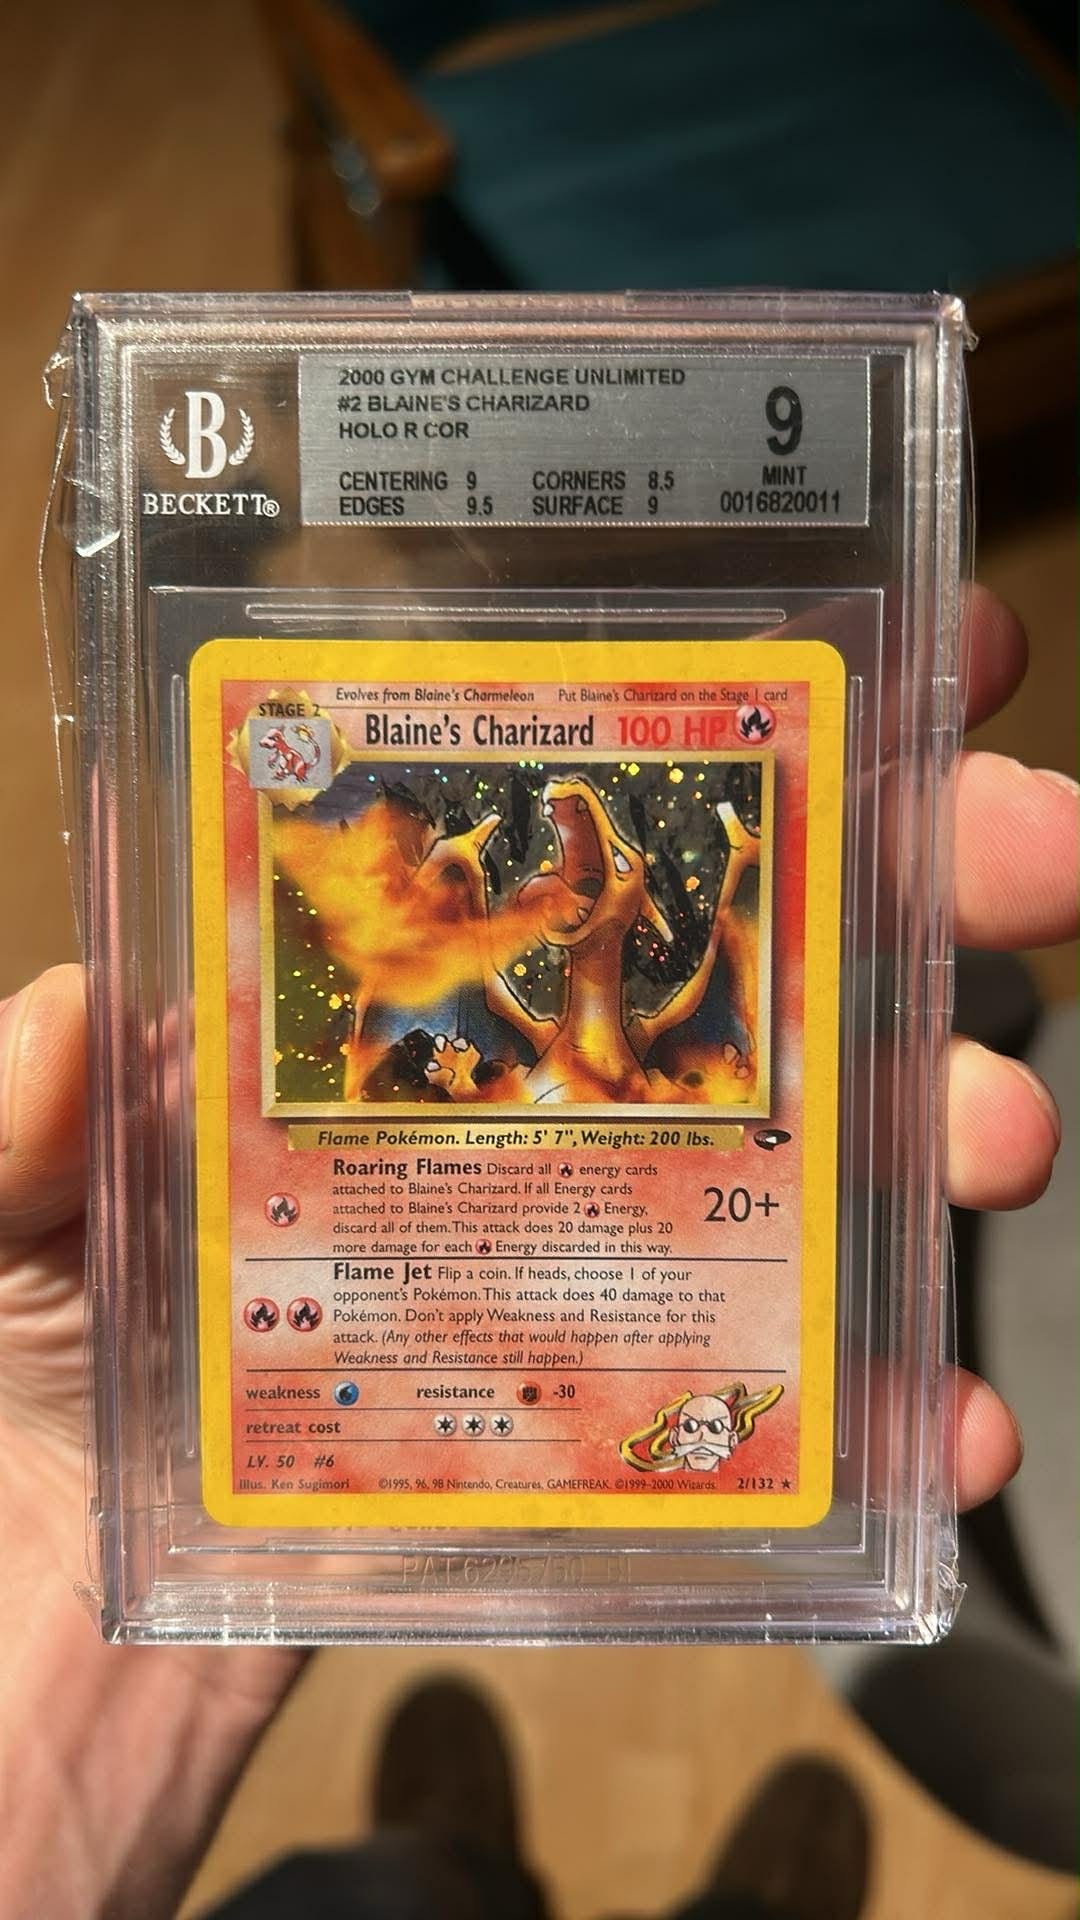 2000 GYM CHALLENGE UNLIMITED
#2 BLAINE'S CHARIZARD
HOLO R COR
9
MINT
CENTERING 9 CORNERS 8.5
EDGES 9.5 SURFACE 9
0016820011
B
BECKETT®
Evolves from Blaine's Charmeleon Put Blaine's Charizard on the Stage 1 card
STAGE 2
Blaine's Charizard 100 HP
Flame Pokémon. Length: 5' 7", Weight: 200 lbs.
Roaring Flames Discard all energy cards
attached to Blaine's Charizard. If all Energy cards
attached to Blaine's Charizard provide 2 Energy,
discard all of them. This attack does 20 damage plus 20
more damage for each Energy discarded in this way.
20+
Flame Jet Flip a coin. If heads, choose 1 of your
opponent's Pokémon. This attack does 40 damage to that
Pokémon. Don't apply Weakness and Resistance for this
attack. (Any other effects that would happen after applying
Weakness and Resistance still happen.)
weakness resistance -30
retreat cost
LV. 50 #6
Illus. Ken Sugimori ©1995, 96, 98 Nintendo, Creatures, GAMEFREAK. ©1999-2000 Wizards. 2/132 ★